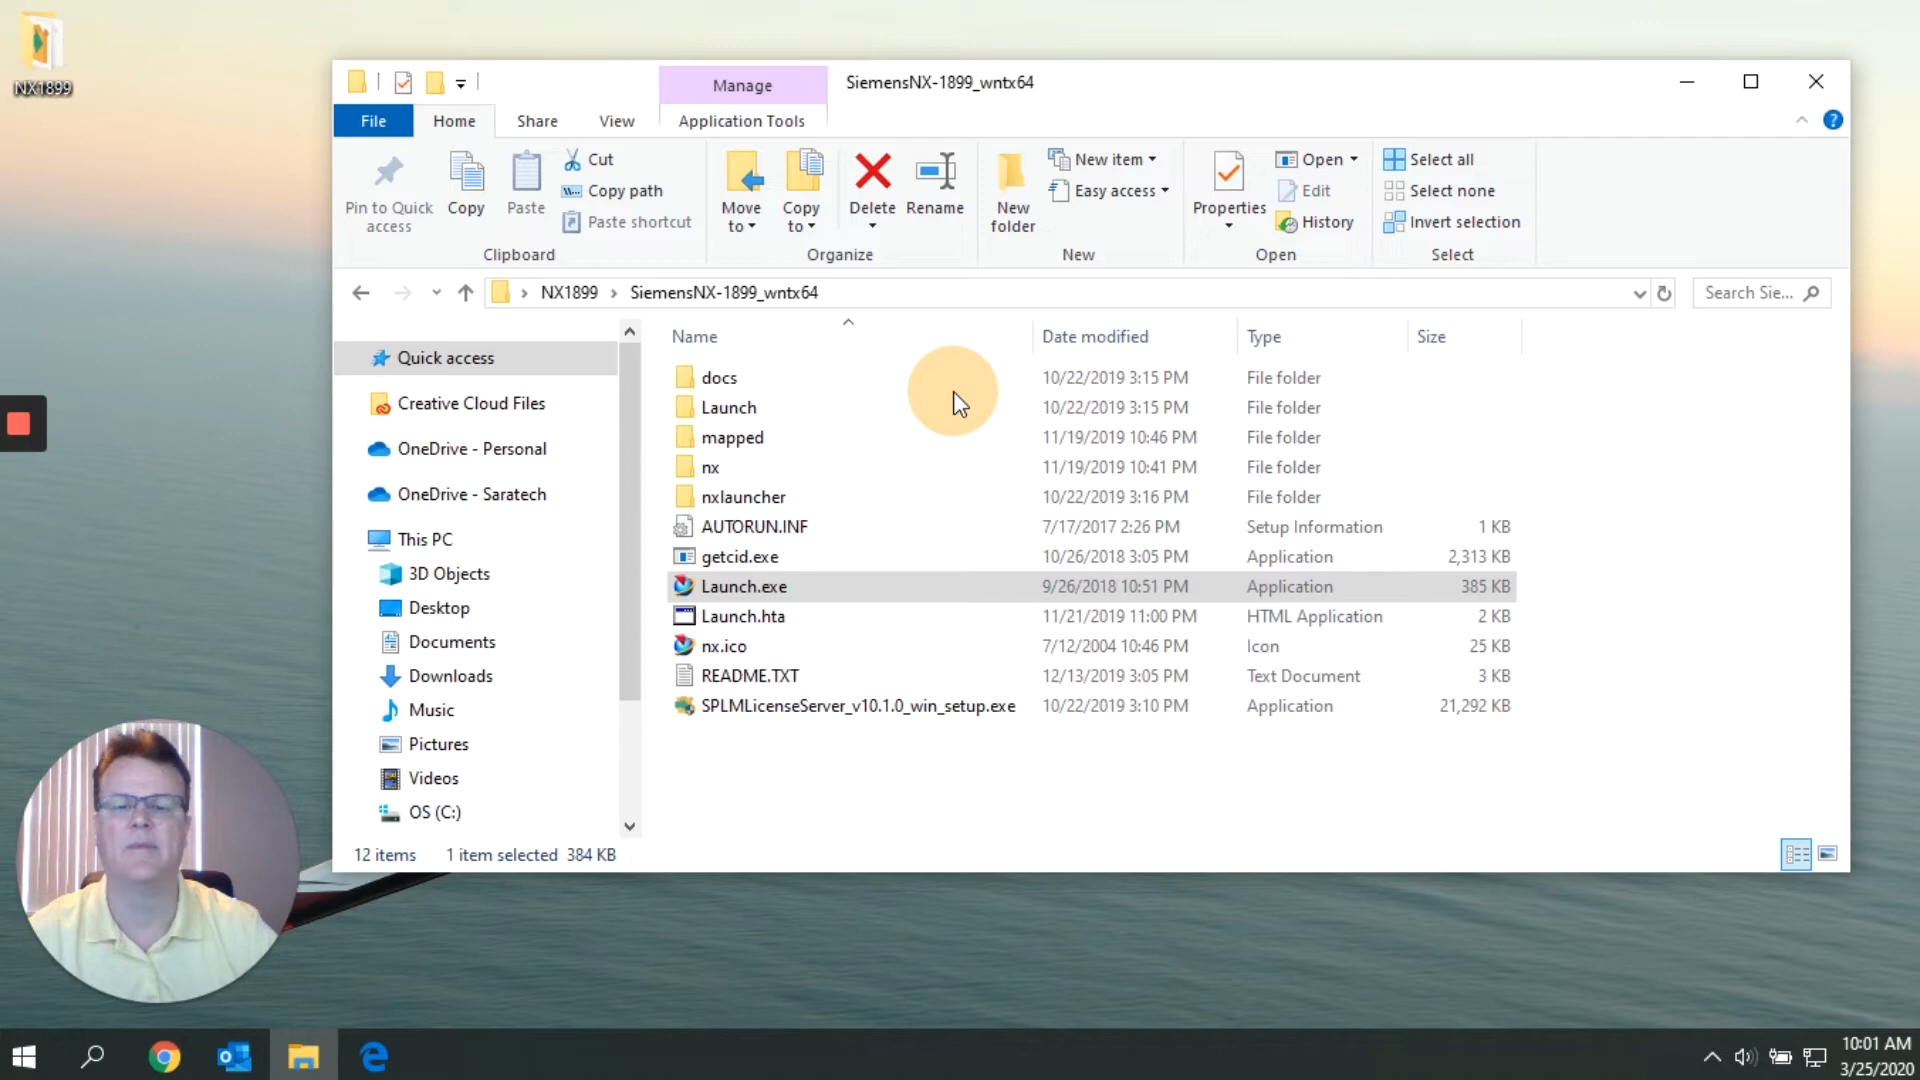 NX1899
Manage
SiemensNX-1899_wntx64
File
Home
Share
View
Application Tools
Pin to Quick access
Copy
Paste
Cut
Copy path
Paste shortcut
Clipboard
Move to
Copy to
Delete
Rename
Organize
New folder
New item
Easy access
New
Properties
Open
Edit
History
Open
Select all
Select none
Invert selection
Select
NX1899 > SiemensNX-1899_wntx64
Search Sie...
Quick access
Creative Cloud Files
OneDrive - Personal
OneDrive - Saratech
This PC
3D Objects
Desktop
Documents
Downloads
Music
Pictures
Videos
OS (C:)
Name Date modified Type Size
docs 10/22/2019 3:15 PM File folder
Launch 10/22/2019 3:15 PM File folder
mapped 11/19/2019 10:46 PM File folder
nx 11/19/2019 10:41 PM File folder
nxlauncher 10/22/2019 3:16 PM File folder
AUTORUN.INF 7/17/2017 2:26 PM Setup Information 1 KB
getcid.exe 10/26/2018 3:05 PM Application 2,313 KB
Launch.exe 9/26/2018 10:51 PM Application 385 KB
Launch.hta 11/21/2019 11:00 PM HTML Application 2 KB
nx.ico 7/12/2004 10:46 PM Icon 25 KB
README.TXT 12/13/2019 3:05 PM Text Document 3 KB
SPLMLicenseServer_v10.1.0_win_setup.exe 10/22/2019 3:10 PM Application 21,292 KB
12 items 1 item selected 384 KB
10:01 AM
3/25/2020